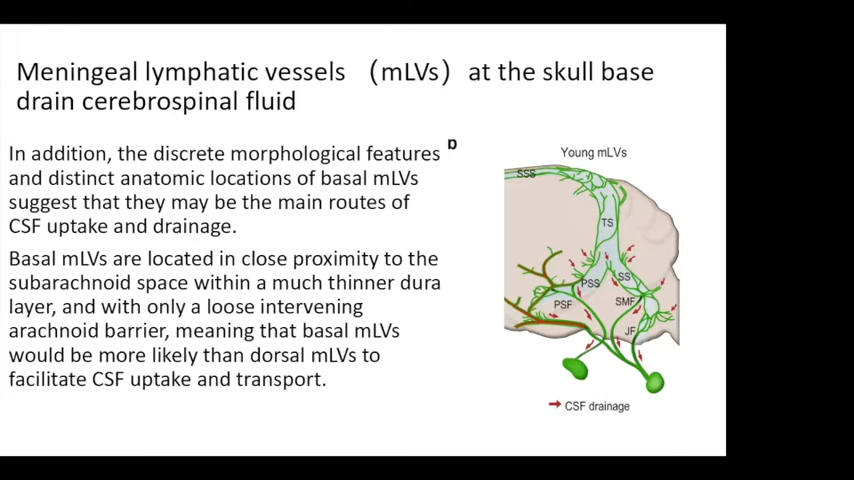 Meningeal lymphatic vessels （mLVs）at the skull base
drain cerebrospinal fluid
In addition, the discrete morphological features
and distinct anatomic locations of basal mLVs
suggest that they may be the main routes of
CSF uptake and drainage.
Basal mLVs are located in close proximity to the
subarachnoid space within a much thinner dura
layer, and with only a loose intervening
arachnoid barrier, meaning that basal mLVs
would be more likely than dorsal mLVs to
facilitate CSF uptake and transport.
Young mLVs
SSS
TS
PSS
SS
PSF
SMF
JF
CSF drainage